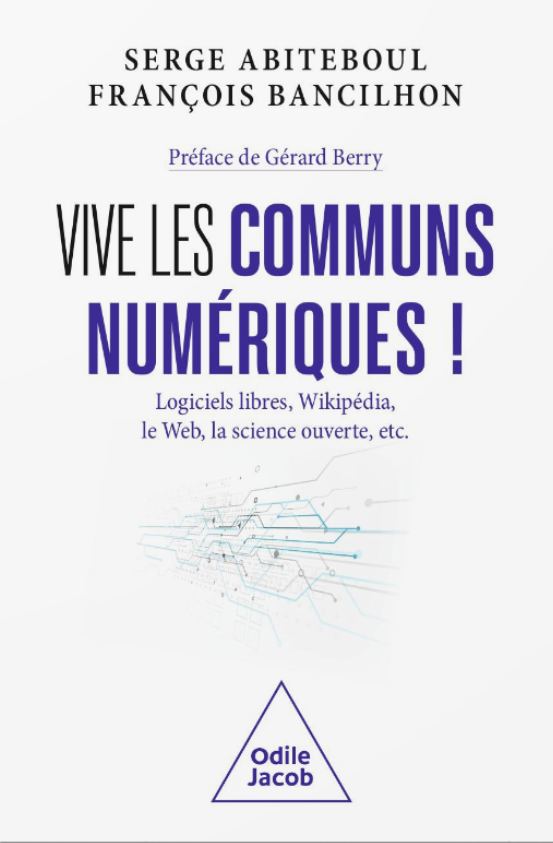 SERGE ABITEBOUL
FRANÇOIS BANCILHON
Préface de Gérard Berry
VIVE LES COMMUNS
NUMÉRIQUES !
Logiciels libres, Wikipédia,
le Web, la science ouverte, etc.
Odile
Jacob